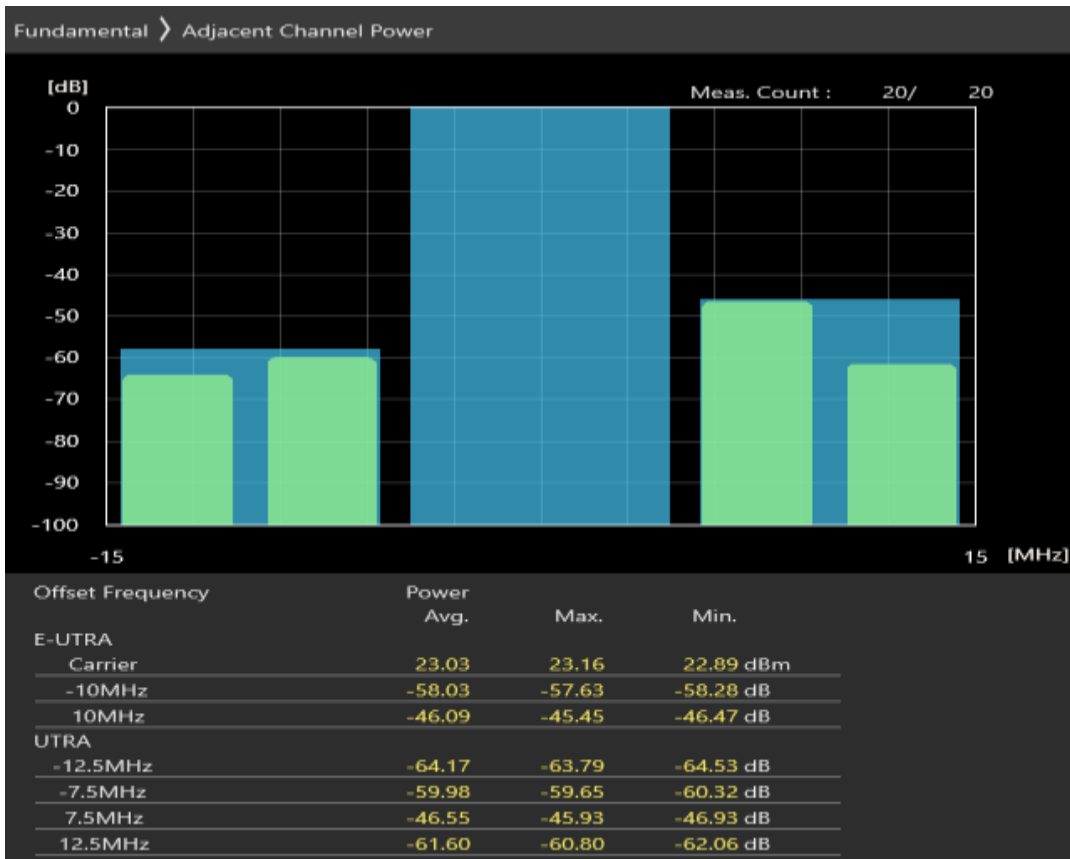 Fundamental 〉 Adjacent Channel Power
[dB]
Meas. Count : 20/ 20
0
-10
-20
-30
-40
-50
-60
-70
-80
-90
-100
-15 15 [MHz]
Offset Frequency Power
Avg. Max. Min.
E-UTRA
Carrier 23.03 23.16 22.89 dBm
-10MHz -58.03 -57.63 -58.28 dB
10MHz -46.09 -45.45 -46.47 dB
UTRA
-12.5MHz -64.17 -63.79 -64.53 dB
-7.5MHz -59.98 -59.65 -60.32 dB
7.5MHz -46.55 -45.93 -46.93 dB
12.5MHz -61.60 -60.80 -62.06 dB